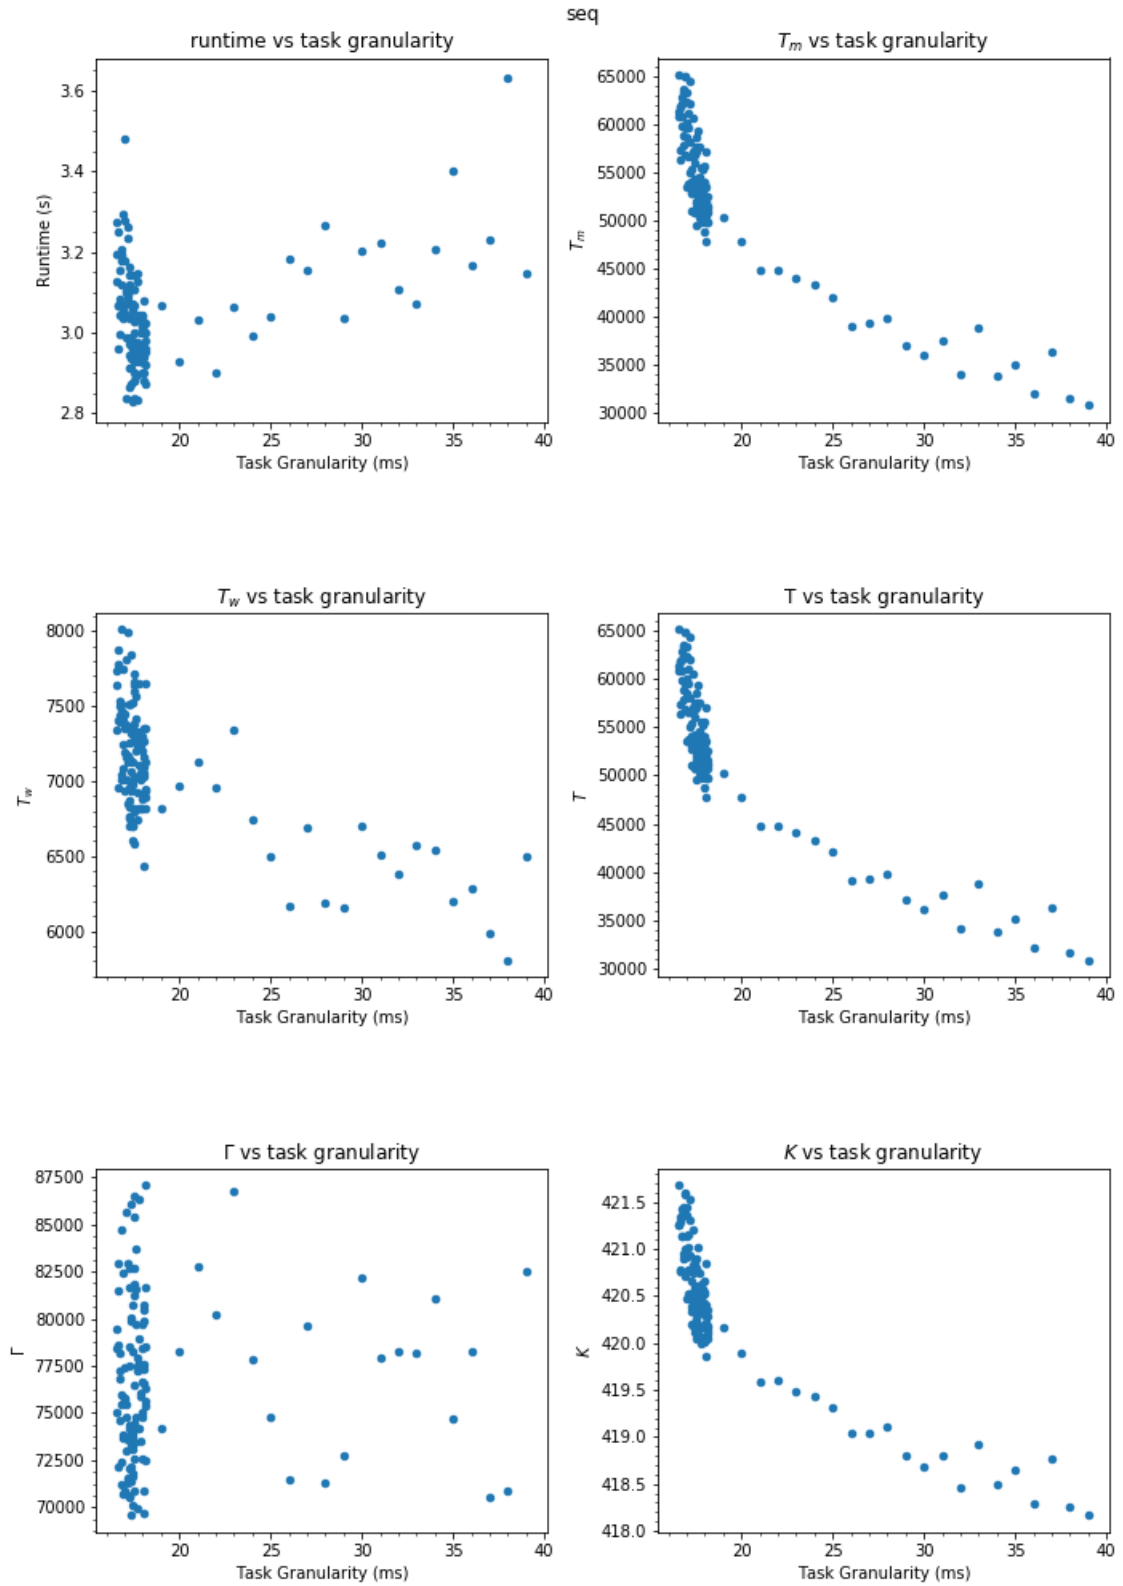 seq
runtime vs task granularity
3.6
3.4
3.2
3.0
2.8
Runtime (s)
20 25 30 35 40
Task Granularity (ms)
T_m vs task granularity
65000
60000
55000
50000
45000
40000
35000
30000
T_m
20 25 30 35 40
Task Granularity (ms)
T_w vs task granularity
8000
7500
7000
6500
6000
T_w
20 25 30 35 40
Task Granularity (ms)
T vs task granularity
65000
60000
55000
50000
45000
40000
35000
30000
T
20 25 30 35 40
Task Granularity (ms)
Γ vs task granularity
87500
85000
82500
80000
77500
75000
72500
70000
Γ
20 25 30 35 40
Task Granularity (ms)
K vs task granularity
421.5
421.0
420.5
420.0
419.5
419.0
418.5
418.0
K
20 25 30 35 40
Task Granularity (ms)